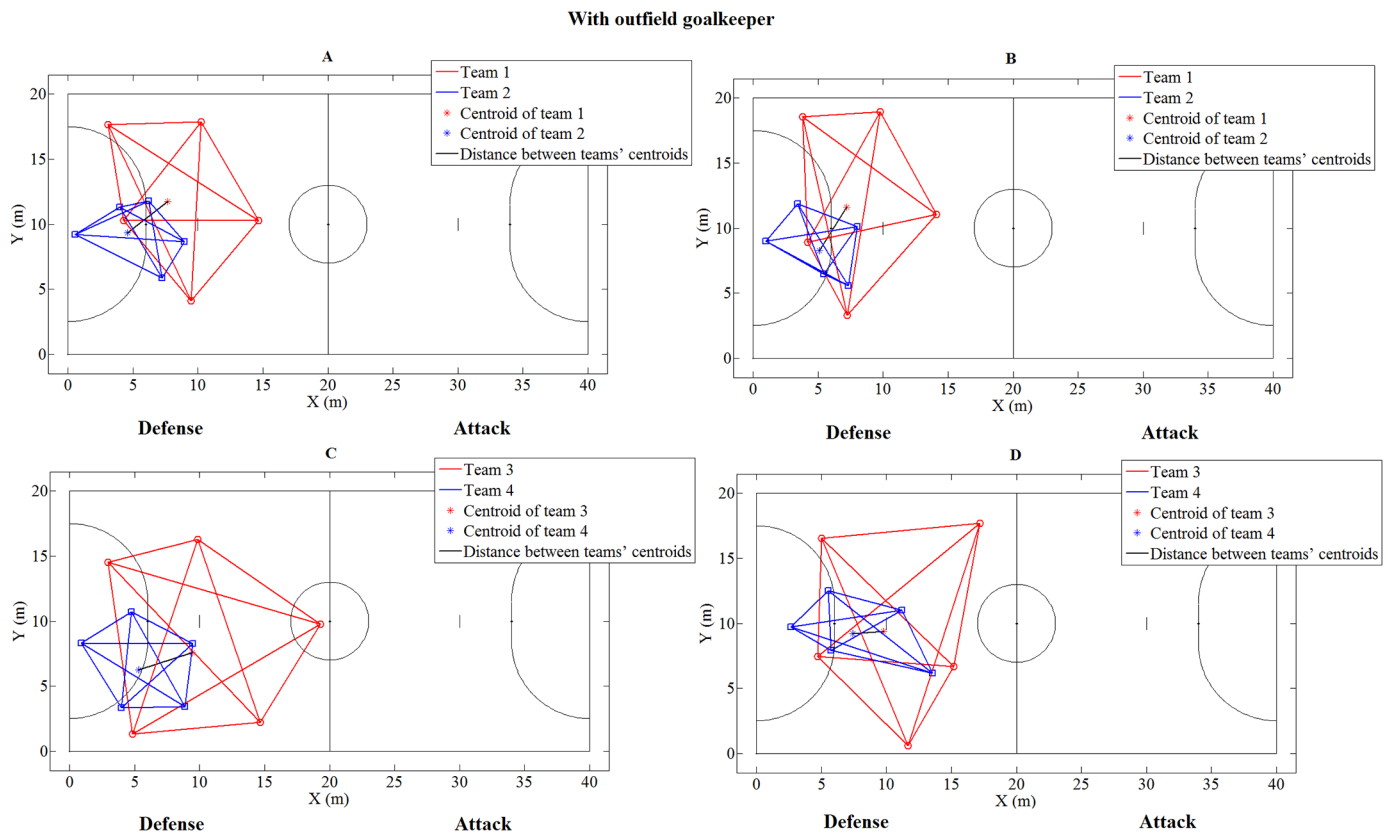 With outfield goalkeeper
A
Team 1
Team 2
Centroid of team 1
Centroid of team 2
Distance between teams' centroids
20
15
10
5
0
Y (m)
0 5 10 15 20 25 30 35 40
X (m)
Defense Attack
B
Team 1
Team 2
Centroid of team 1
Centroid of team 2
Distance between teams' centroids
20
15
10
5
0
Y (m)
0 5 10 15 20 25 30 35 40
X (m)
Defense Attack
C
Team 3
Team 4
Centroid of team 3
Centroid of team 4
Distance between teams' centroids
20
15
10
5
0
Y (m)
0 5 10 15 20 25 30 35 40
X (m)
Defense Attack
D
Team 3
Team 4
Centroid of team 3
Centroid of team 4
Distance between teams' centroids
20
15
10
5
0
Y (m)
0 5 10 15 20 25 30 35 40
X (m)
Defense Attack